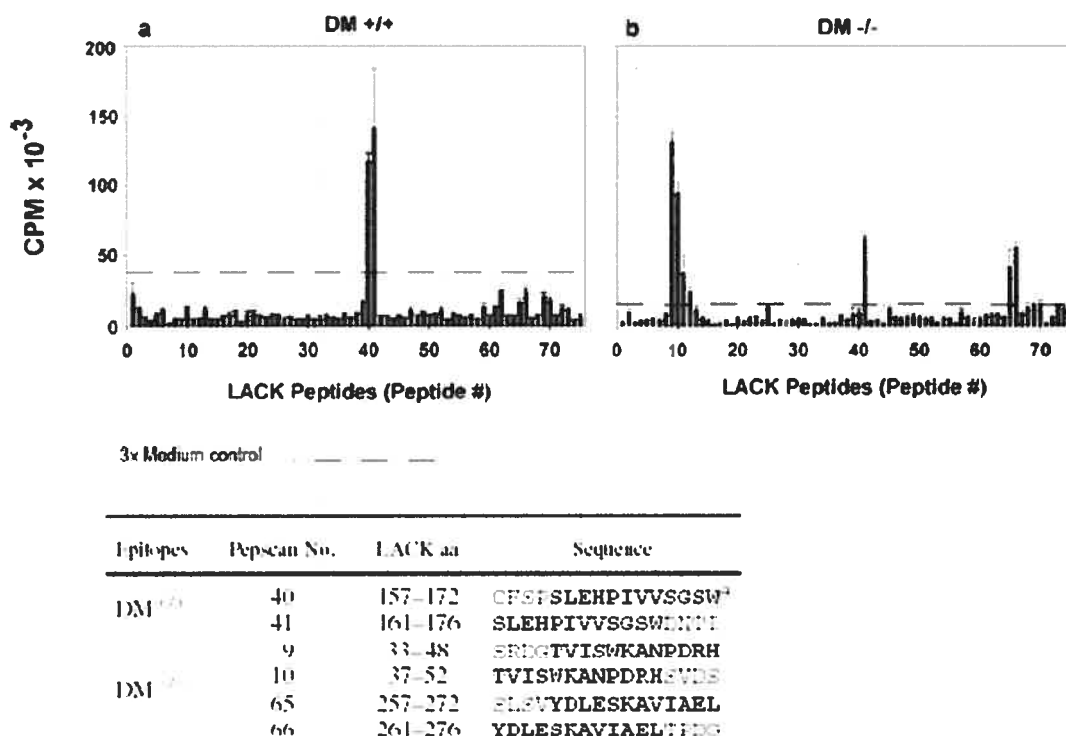 a DM +/+
b DM -/-
200
150
100
50
0
CPM x 10⁻³
0 10 20 30 40 50 60 70
0 10 20 30 40 50 60 70
LACK Peptides (Peptide #)
LACK Peptides (Peptide #)
3x Medium control
Epitopes Pepscan No. LACK aa Sequence
DM 40 157–172 SLEHPIVVSGSWᵃ
41 161–176 SLEHPIVVSGSW
9 33–48 TVISWKANPDRH
DM 10 37–52 TVISWKANPDRH
65 257–272 YDLESKAVIAEL
66 261–276 YDLESKAVIAEL